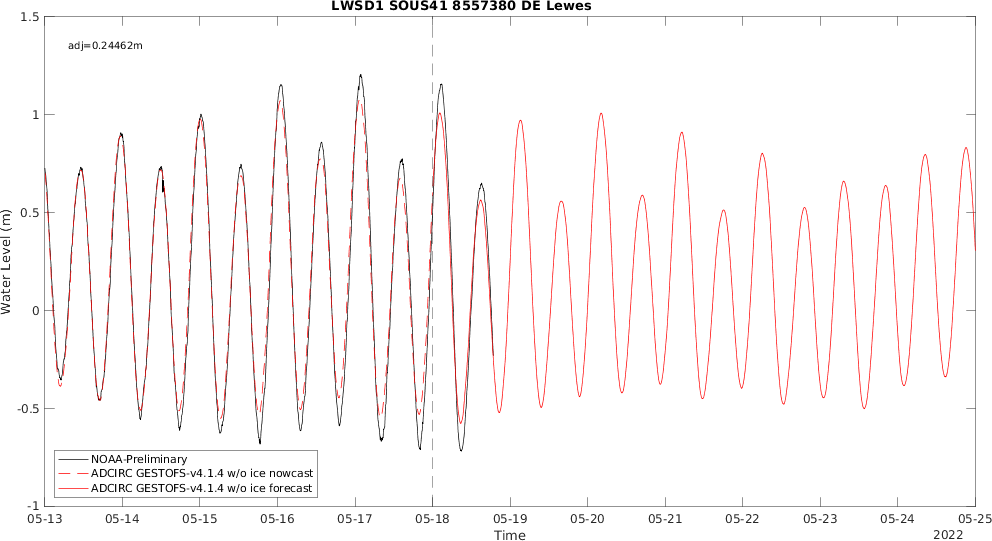 LWSD1 SOUS41 8557380 DE Lewes
adj=0.24462m
1.5
1
0.5
0
-0.5
-1
Water Level (m)
NOAA-Preliminary
ADCIRC GESTOFS-v4.1.4 w/o ice nowcast
ADCIRC GESTOFS-v4.1.4 w/o ice forecast
05-13 05-14 05-15 05-16 05-17 05-18 05-19 05-20 05-21 05-22 05-23 05-24 05-25
Time
2022